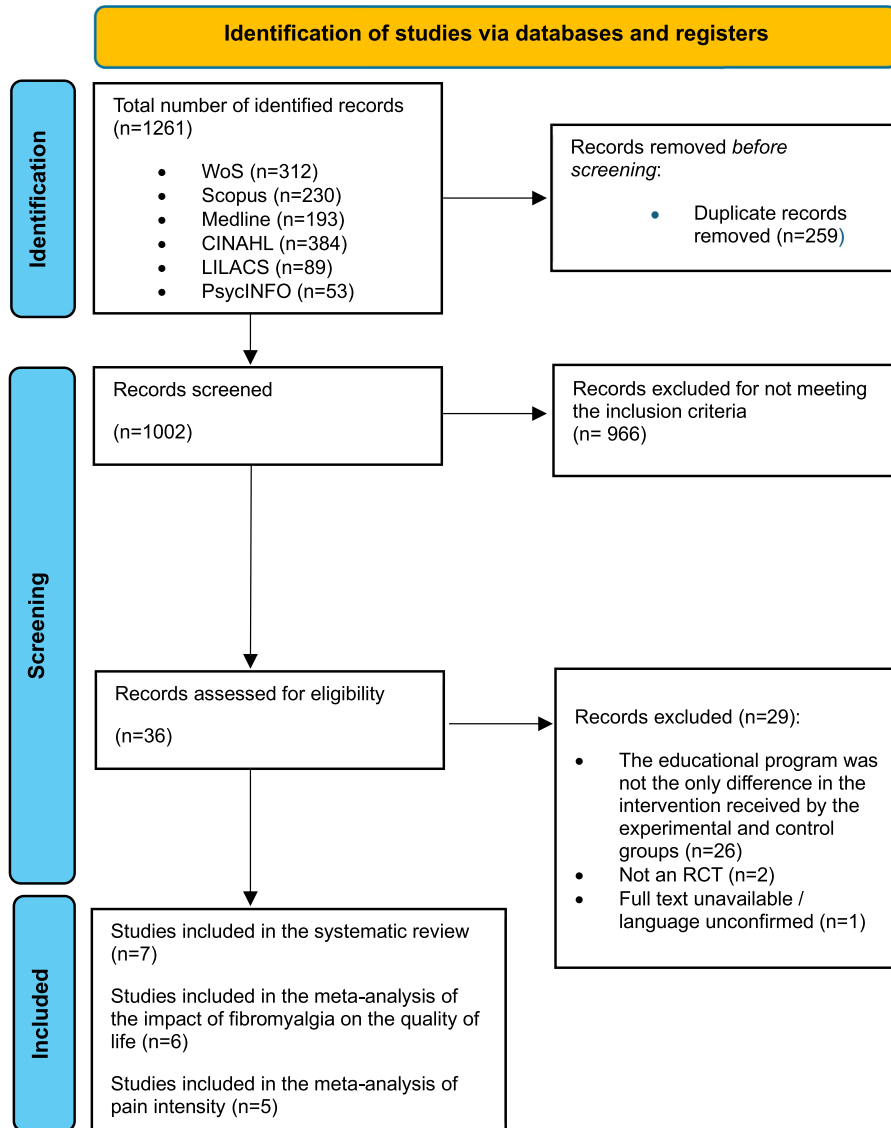 Identification of studies via databases and registers
Identification
Total number of identified records
(n=1261)
• WoS (n=312)
• Scopus (n=230)
• Medline (n=193)
• CINAHL (n=384)
• LILACS (n=89)
• PsycINFO (n=53)
Records removed before
screening:
• Duplicate records
removed (n=259)
Screening
Records screened
(n=1002)
Records excluded for not meeting
the inclusion criteria
(n= 966)
Records assessed for eligibility
(n=36)
Records excluded (n=29):
• The educational program was
not the only difference in the
intervention received by the
experimental and control
groups (n=26)
• Not an RCT (n=2)
• Full text unavailable /
language unconfirmed (n=1)
Included
Studies included in the systematic review
(n=7)
Studies included in the meta-analysis of
the impact of fibromyalgia on the quality of
life (n=6)
Studies included in the meta-analysis of
pain intensity (n=5)